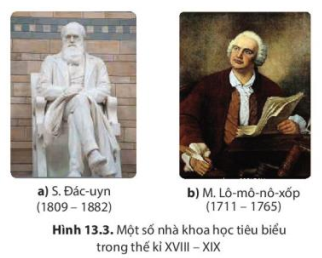 a) S. Đác-uyn
(1809 – 1882)
b) M. Lô-mô-nô-xốp
(1711 – 1765)
Hình 13.3. Một số nhà khoa học tiêu biểu
trong thế kỉ XVIII – XIX